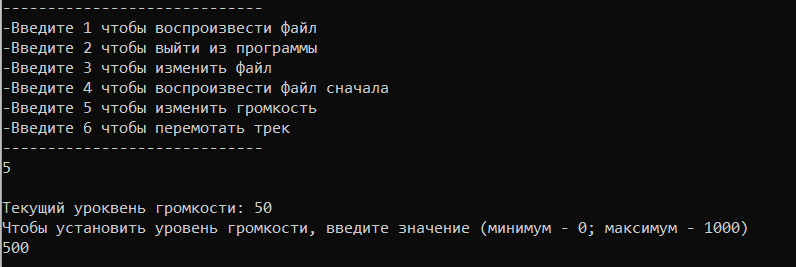 -----------------------------
-Введите 1 чтобы воспроизвести файл
-Введите 2 чтобы выйти из программы
-Введите 3 чтобы изменить файл
-Введите 4 чтобы воспроизвести файл сначала
-Введите 5 чтобы изменить громкость
-Введите 6 чтобы перемотать трек
-----------------------------
5
Текущий уроквень громкости: 50
Чтобы установить уровень громкости, введите значение (минимум - 0; максимум - 1000)
500